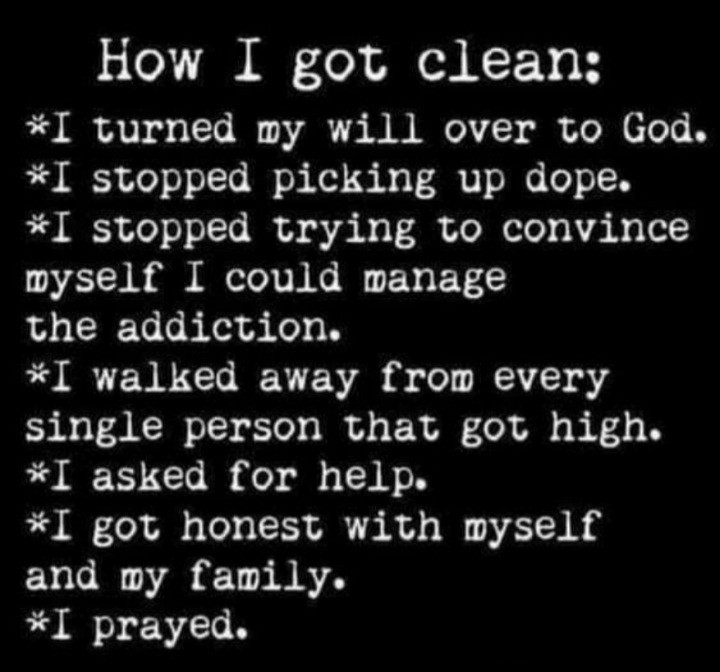 How I got clean:
*I turned my will over to God.
*I stopped picking up dope.
*I stopped trying to convince
myself I could manage
the addiction.
*I walked away from every
single person that got high.
*I asked for help.
*I got honest with myself
and my family.
*I prayed.